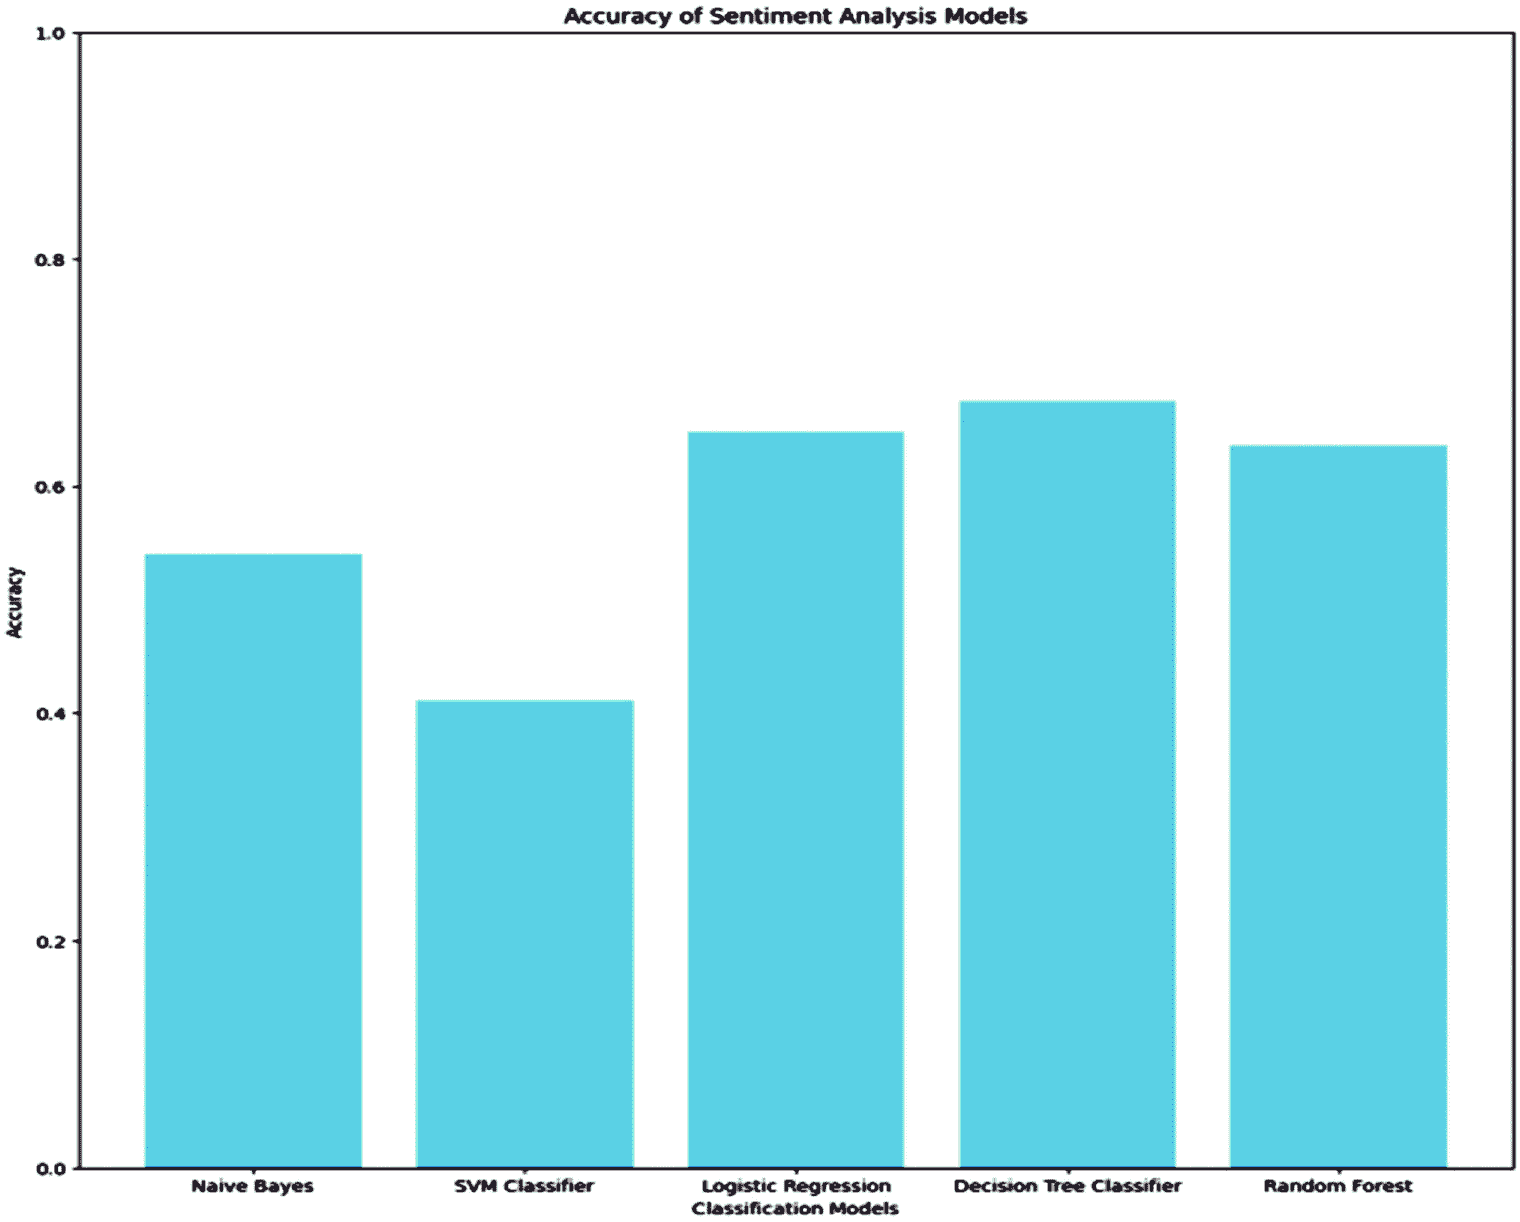 Accuracy of Sentiment Analysis Models
1.0
0.8
0.6
0.4
0.2
0.0
Accuracy
Naive Bayes
SVM Classifier
Logistic Regression
Decision Tree Classifier
Random Forest
Classification Models